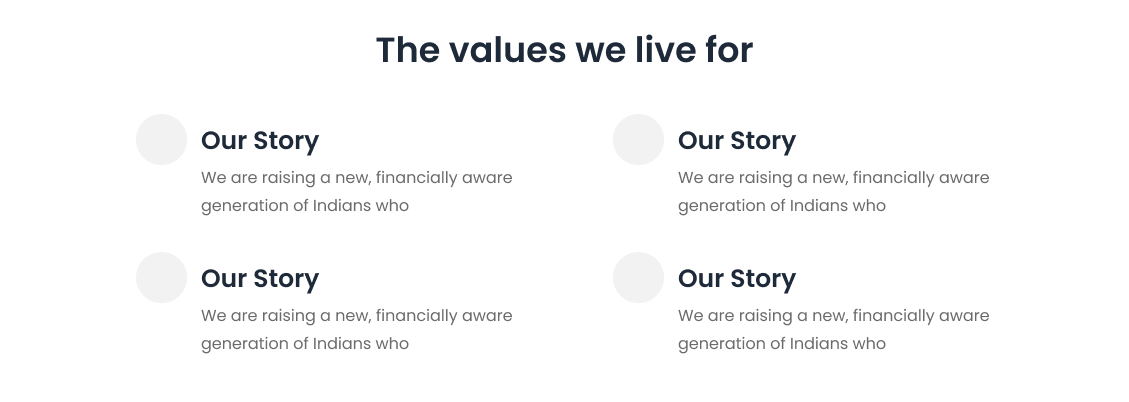 The values we live for
Our Story
We are raising a new, financially aware
generation of Indians who
Our Story
We are raising a new, financially aware
generation of Indians who
Our Story
We are raising a new, financially aware
generation of Indians who
Our Story
We are raising a new, financially aware
generation of Indians who